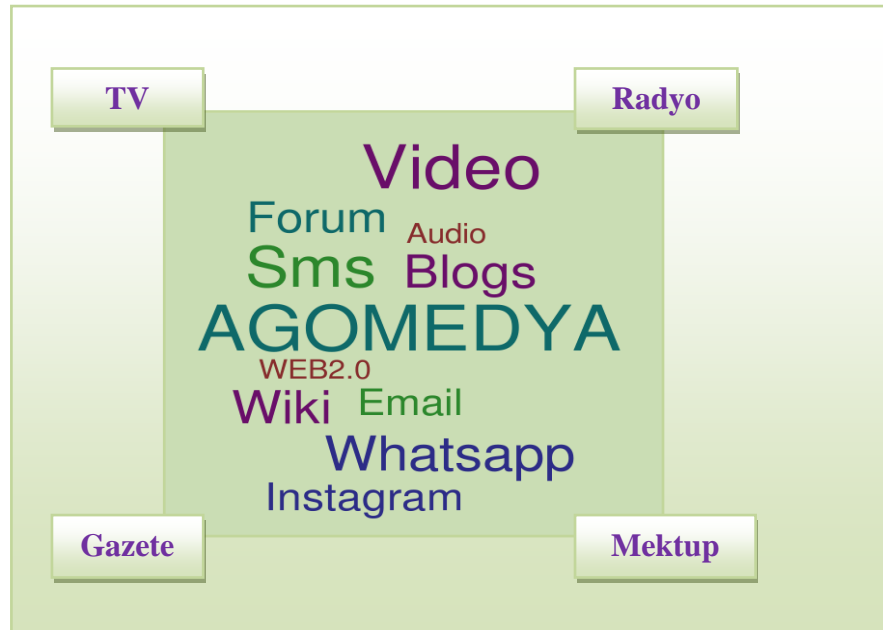 TV
Radyo
Video
Forum
Audio
Sms
Blogs
AGOMEDYA
WEB2.0
Wiki
Email
Whatsapp
Instagram
Gazete
Mektup